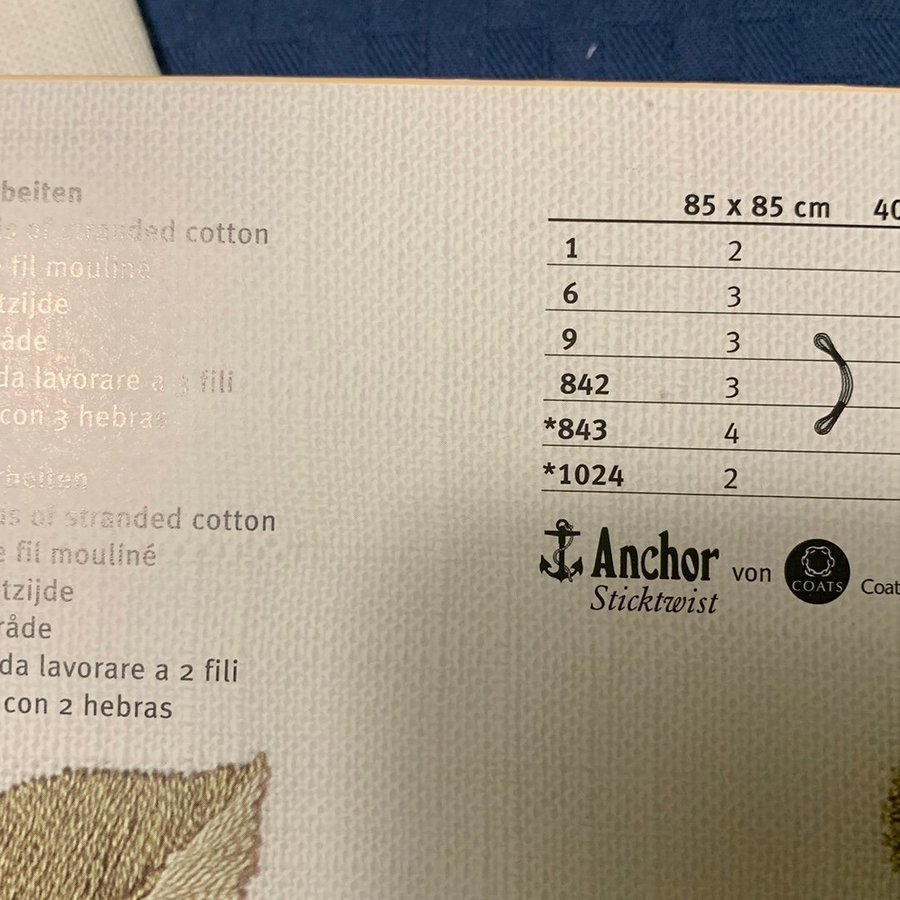 beiten
of stranded cotton
fil mouliné
tzijde
åde
da lavorare a 3 fili
con 3 hebras
beiten
of stranded cotton
e fil mouliné
tzijde
råde
da lavorare a 2 fili
con 2 hebras
85 x 85 cm 40
1 2
6 3
9 3
842 3
*843 4
*1024 2
Anchor von COATS Coat
Sticktwist